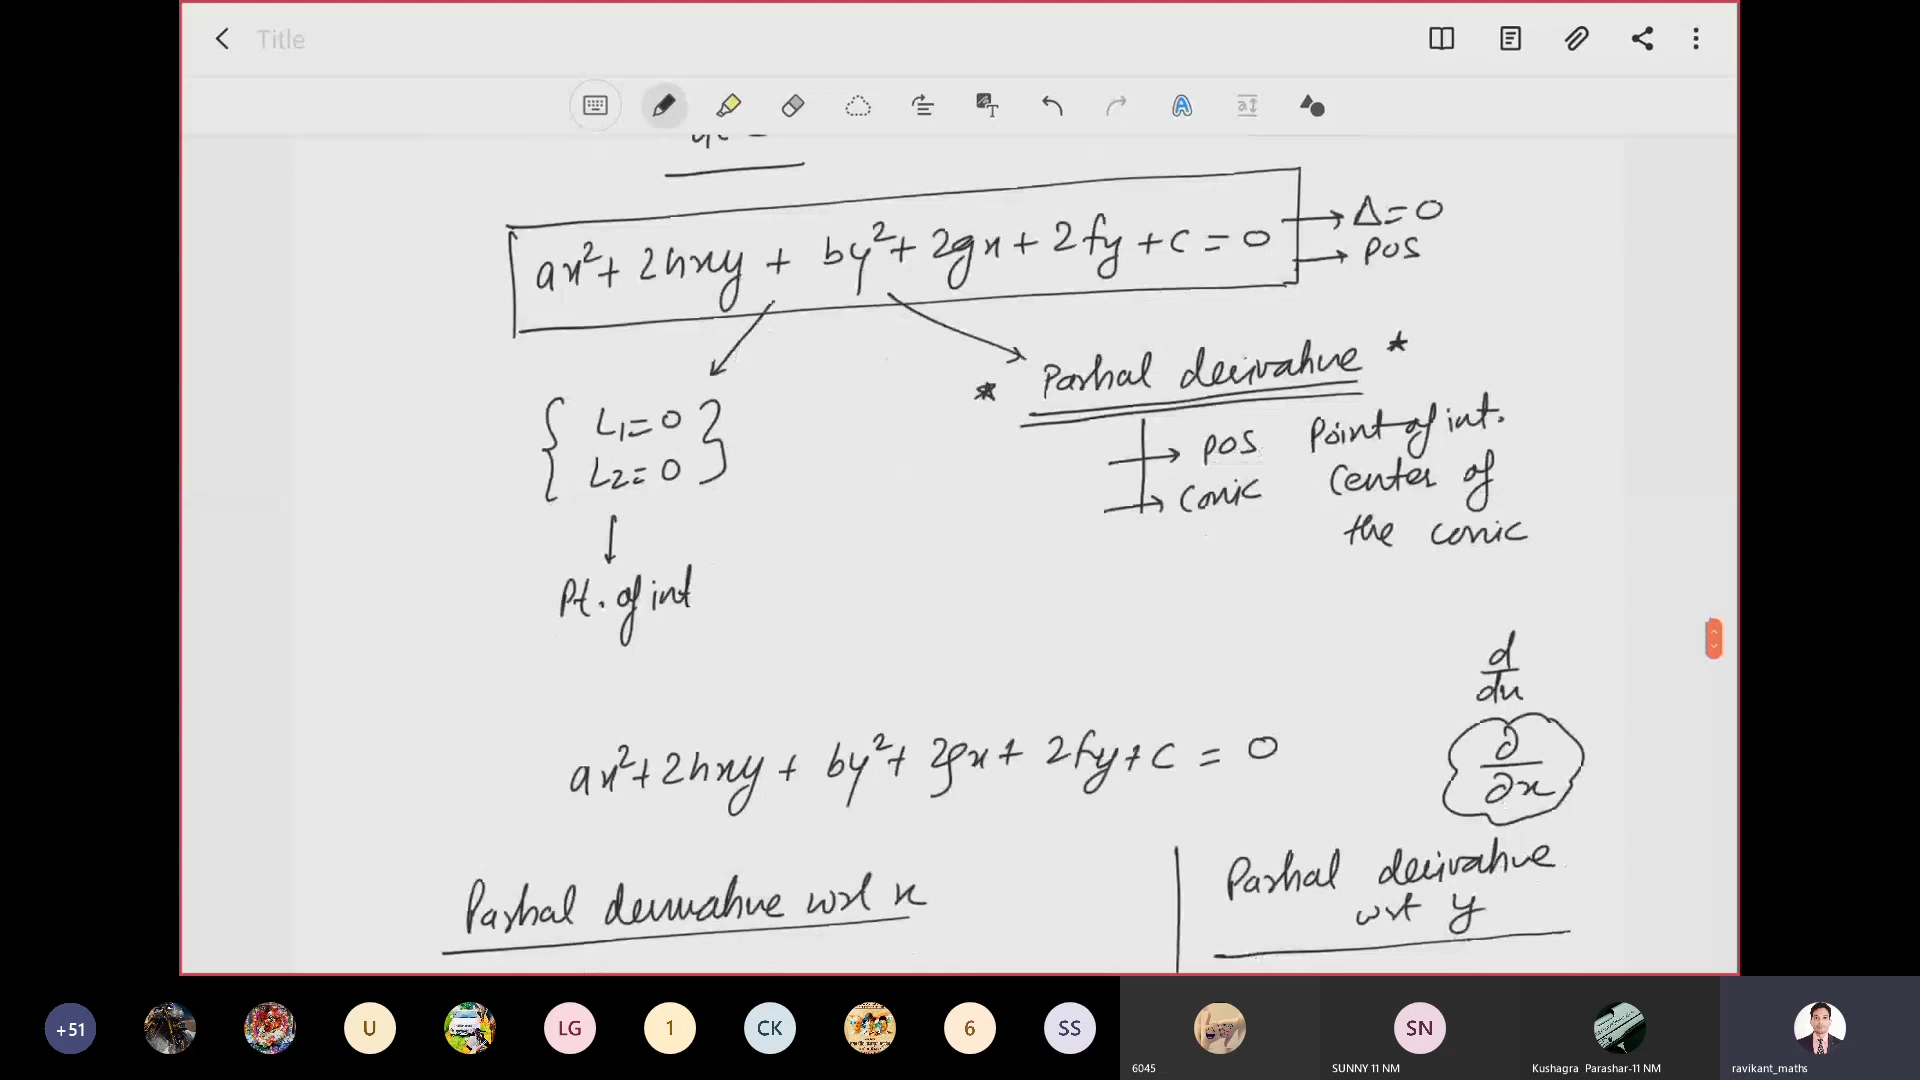 Title
ax²+ 2hxy + by²+ 2gx + 2fy + c = 0
→ Δ=0
→ POS
* Partial derivative *
{ L₁=0
L₂=0 }
→ POS Point of int.
→ Conic Center of
the conic
↓
Pt. of int
d/dx
ax²+2hxy + by²+ 2gx + 2fy + c = 0
∂/∂x
Partial derivative wrt x
Partial derivative
wrt y
+51
U
LG
1
CK
6
SS
SN
6045
SUNNY 11 NM
Kushagra Parashar-11 NM
ravikant_maths